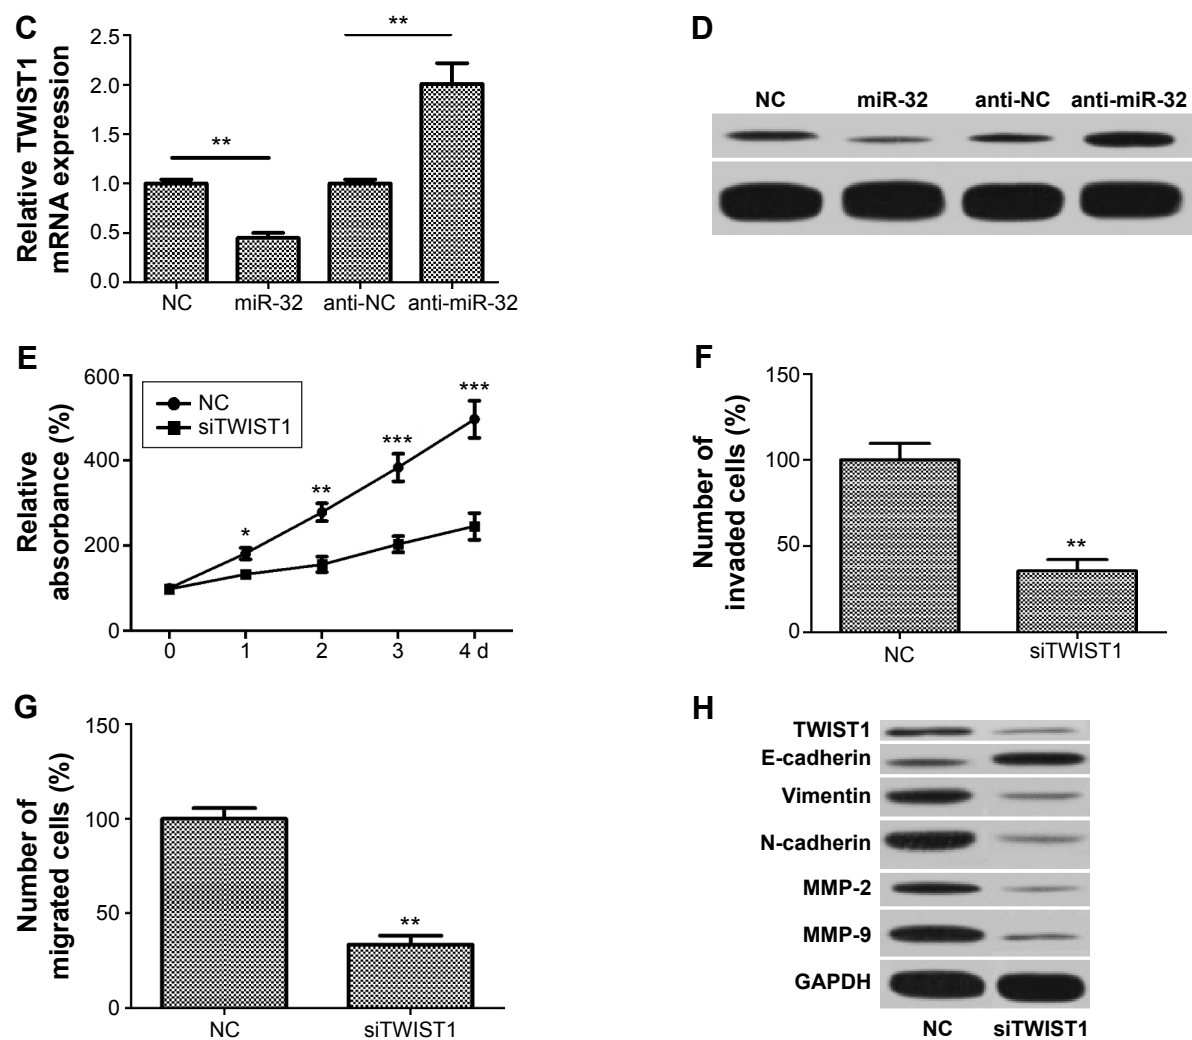 C
Relative TWIST1
mRNA expression
2.5
2.0
1.5
1.0
0.5
0.0
**
**
NC
miR-32
anti-NC
anti-miR-32
D
NC
miR-32
anti-NC
anti-miR-32
E
Relative
absorbance (%)
600
400
200
0
NC
siTWIST1
*
**
***
***
0
1
2
3
4 d
F
Number of
invaded cells (%)
150
100
50
0
**
NC
siTWIST1
G
Number of
migrated cells (%)
150
100
50
0
**
NC
siTWIST1
H
TWIST1
E-cadherin
Vimentin
N-cadherin
MMP-2
MMP-9
GAPDH
NC
siTWIST1